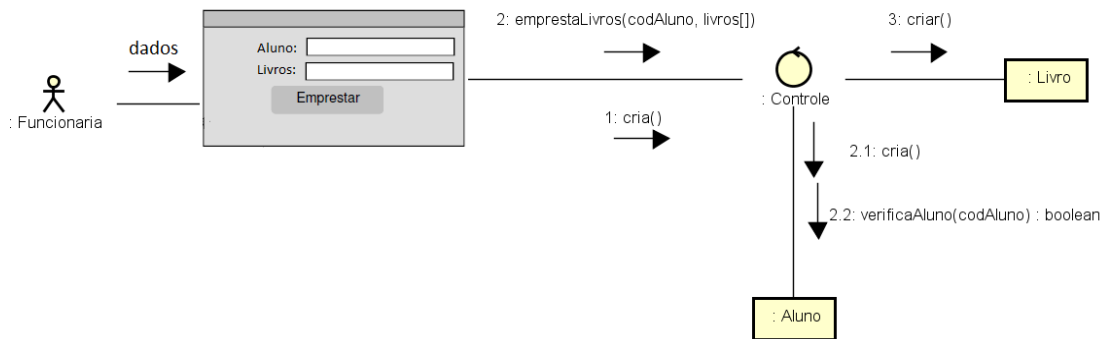 2: emprestaLivros(codAluno, livros[])
3: criar()
dados
Aluno:
Livros:
Emprestar
: Funcionaria
: Controle
: Livro
1: cria()
2.1: cria()
2.2: verificaAluno(codAluno) : boolean
: Aluno